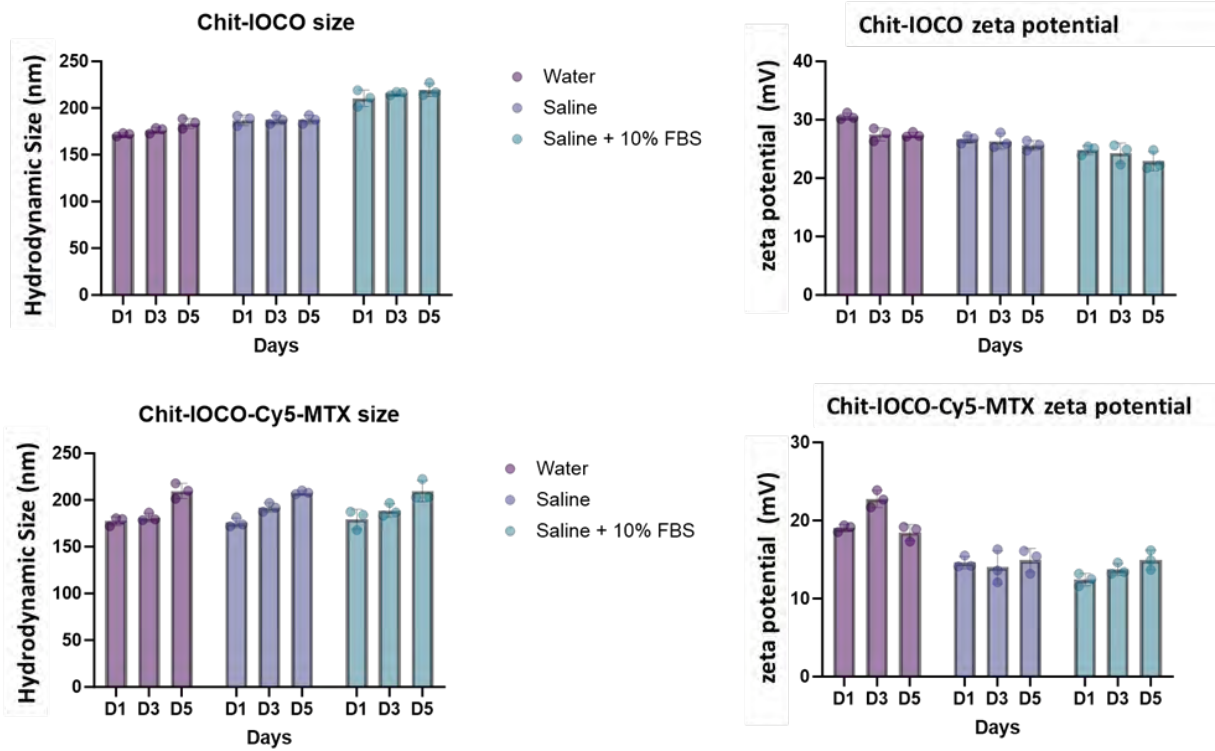 Chit-IOCO size
Hydrodynamic Size (nm)
250
200
150
100
50
0
D1 D3 D5 D1 D3 D5 D1 D3 D5
Days
Water
Saline
Saline + 10% FBS
Chit-IOCO zeta potential
zeta potential (mV)
40
30
20
10
0
D1 D3 D5 D1 D3 D5 D1 D3 D5
Days
Chit-IOCO-Cy5-MTX size
Hydrodynamic Size (nm)
250
200
150
100
50
0
D1 D3 D5 D1 D3 D5 D1 D3 D5
Days
Water
Saline
Saline + 10% FBS
Chit-IOCO-Cy5-MTX zeta potential
zeta potential (mV)
30
20
10
0
D1 D3 D5 D1 D3 D5 D1 D3 D5
Days